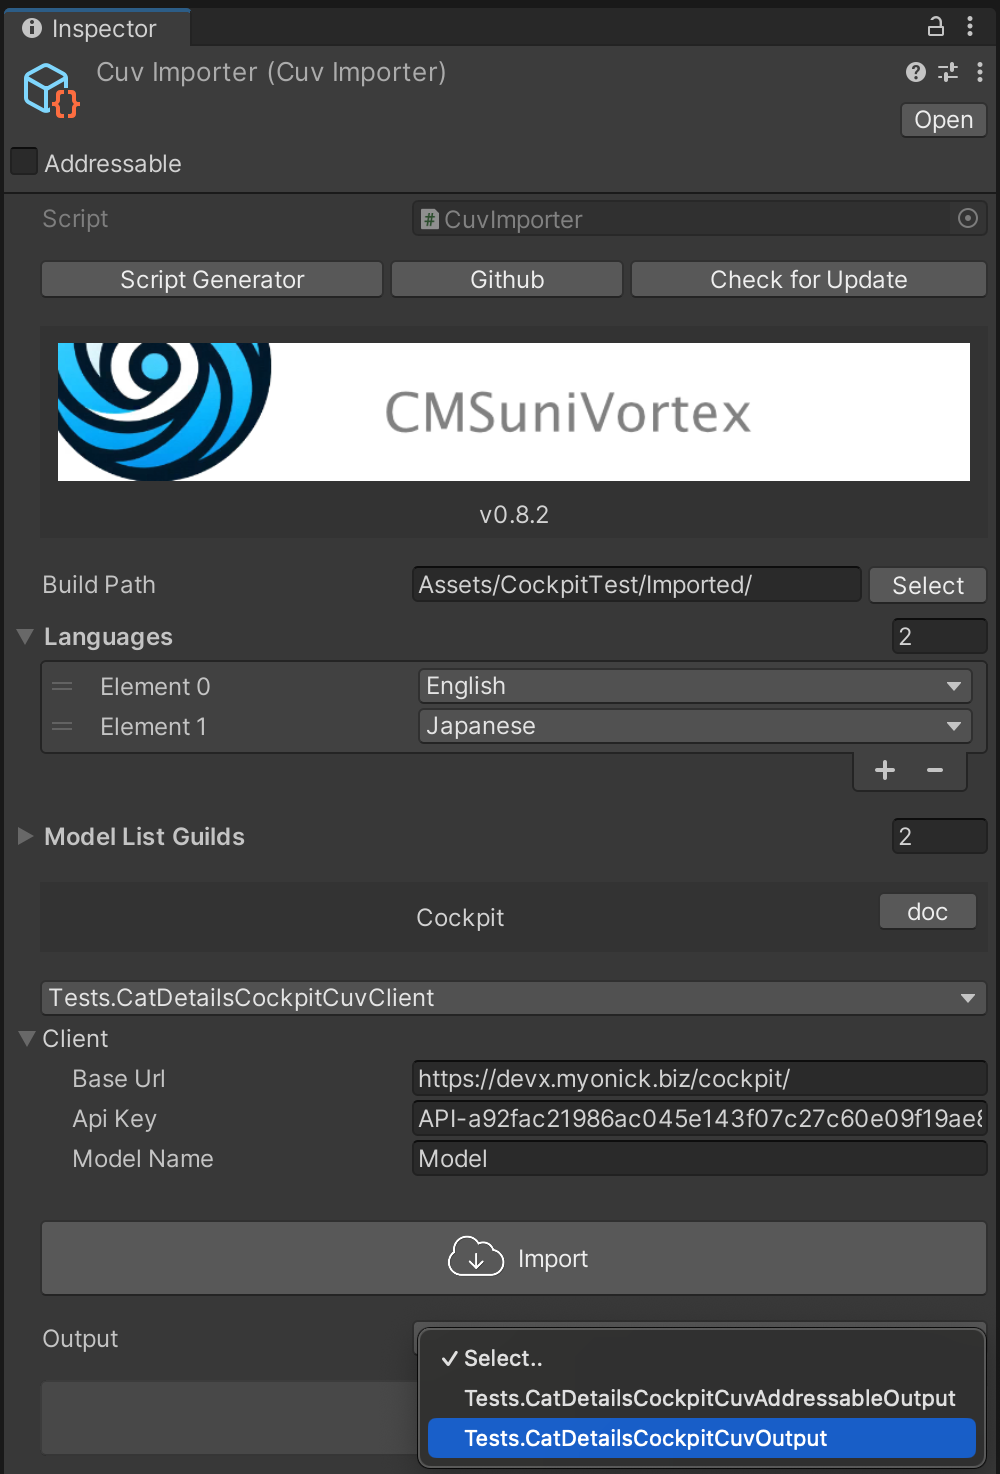 Inspector
Cuv Importer (Cuv Importer)
Open
Addressable
Script
CuvImporter
Script Generator
Github
Check for Update
CMSuniVortex
v0.8.2
Build Path
Assets/CockpitTest/Imported/
Select
Languages
2
Element 0
English
Element 1
Japanese
Model List Guilds
2
Cockpit
doc
Tests.CatDetailsCockpitCuvClient
Client
Base Url
https://devx.myonick.biz/cockpit/
Api Key
API-a92fac21986ac045e143f07c27c60e09f19ae
Model Name
Model
Import
Output
Select..
Tests.CatDetailsCockpitCuvAddressableOutput
Tests.CatDetailsCockpitCuvOutput